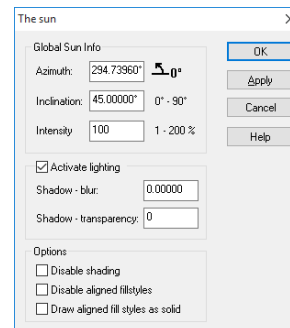 The sun
Global Sun Info
Azimuth: 294.73960° 0°
Inclination: 45.00000° 0° - 90°
Intensity 100 1 - 200 %
Activate lighting
Shadow - blur: 0.00000
Shadow - transparency: 0
Options
Disable shading
Disable aligned fillstyles
Draw aligned fill styles as solid
OK
Apply
Cancel
Help